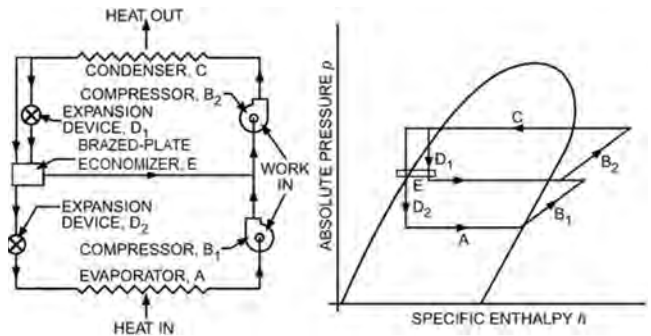 HEAT OUT
CONDENSER, C
COMPRESSOR, B2
EXPANSION
DEVICE, D1
BRAZED-PLATE
ECONOMIZER, E
WORK
IN
EXPANSION
DEVICE, D2
COMPRESSOR, B1
EVAPORATOR, A
HEAT IN
ABSOLUTE PRESSURE p
C
D1
B2
E
D2
B1
A
SPECIFIC ENTHALPY h